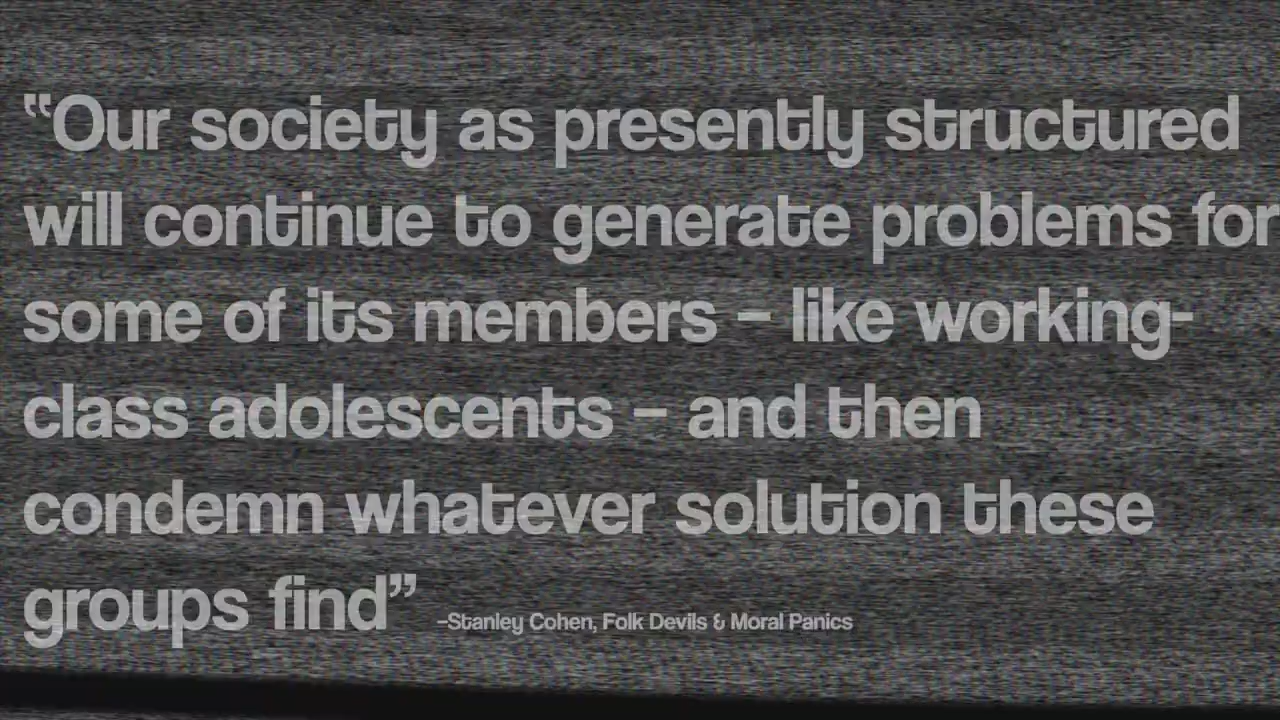 “Our society as presently structured
will continue to generate problems for
some of its members – like working-
class adolescents – and then
condemn whatever solution these
groups find” –Stanley Cohen, Folk Devils & Moral Panics